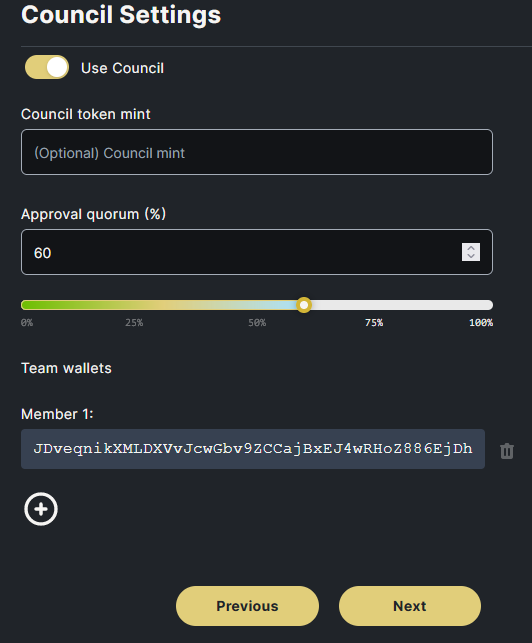 Council Settings
Use Council
Council token mint
(Optional) Council mint
Approval quorum (%)
60
0% 25% 50% 75% 100%
Team wallets
Member 1:
JDveqnikXMLDXVvJcwGbv9ZCCajBxEJ4wRHoZ886EjDh
Previous Next